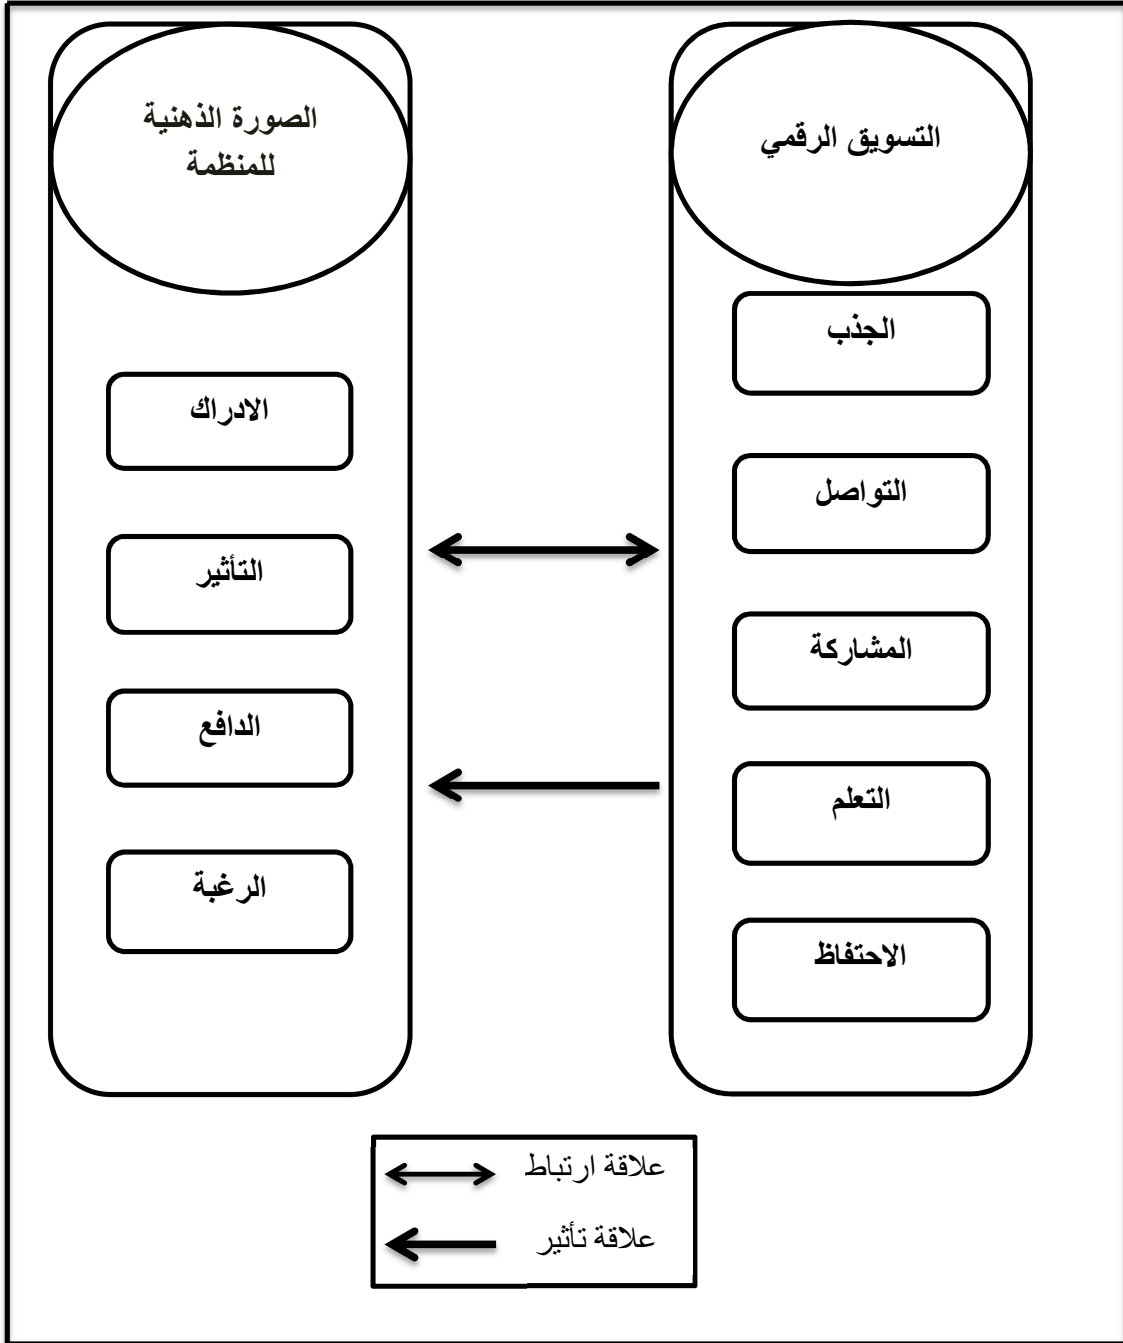 التسويق الرقمي
الجذب
التواصل
المشاركة
التعلم
الاحتفاظ
الصورة الذهنية
للمنظمة
الادراك
التأثير
الدافع
الرغبة
علاقة ارتباط
علاقة تأثير